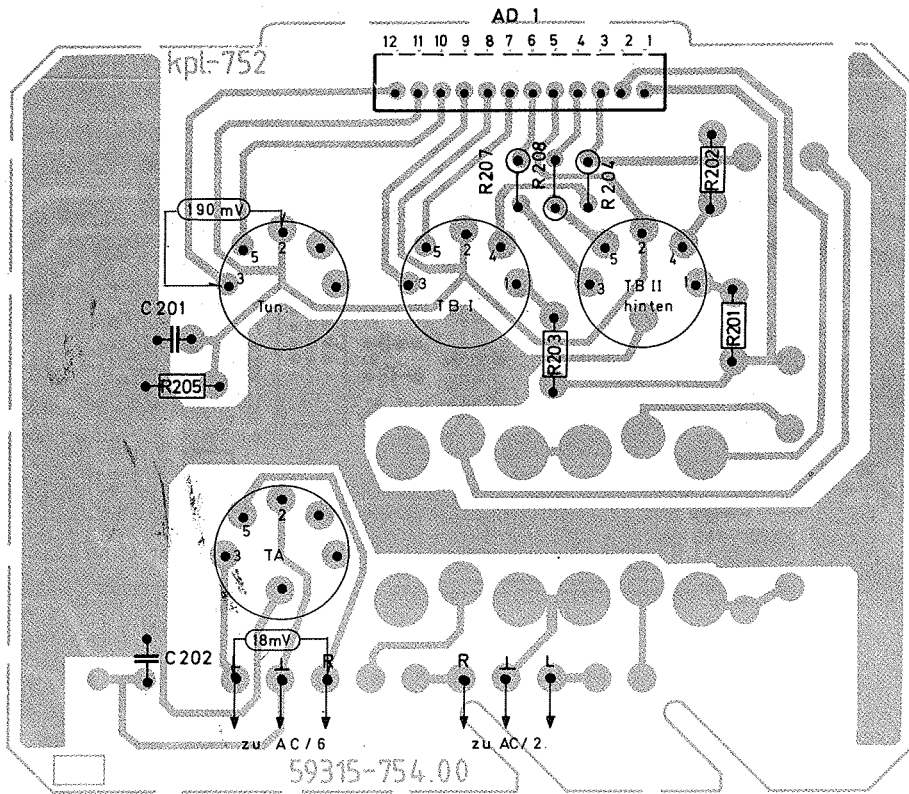 AD 1
12 11 10 9 8 7 6 5 4 3 2 1
kpl-752
R207
R208
R204
R202
190 mV
5 2
3
Tun.
5 2 4
3 1
TB I
5 2 4
3 1
TB II
hinten
C 201
R205
R203
R201
5 2
3
TA
18mV
C 202
L ⊥ R
R ⊥ L
zu AC/6
zu AC/2.
59315-754.00